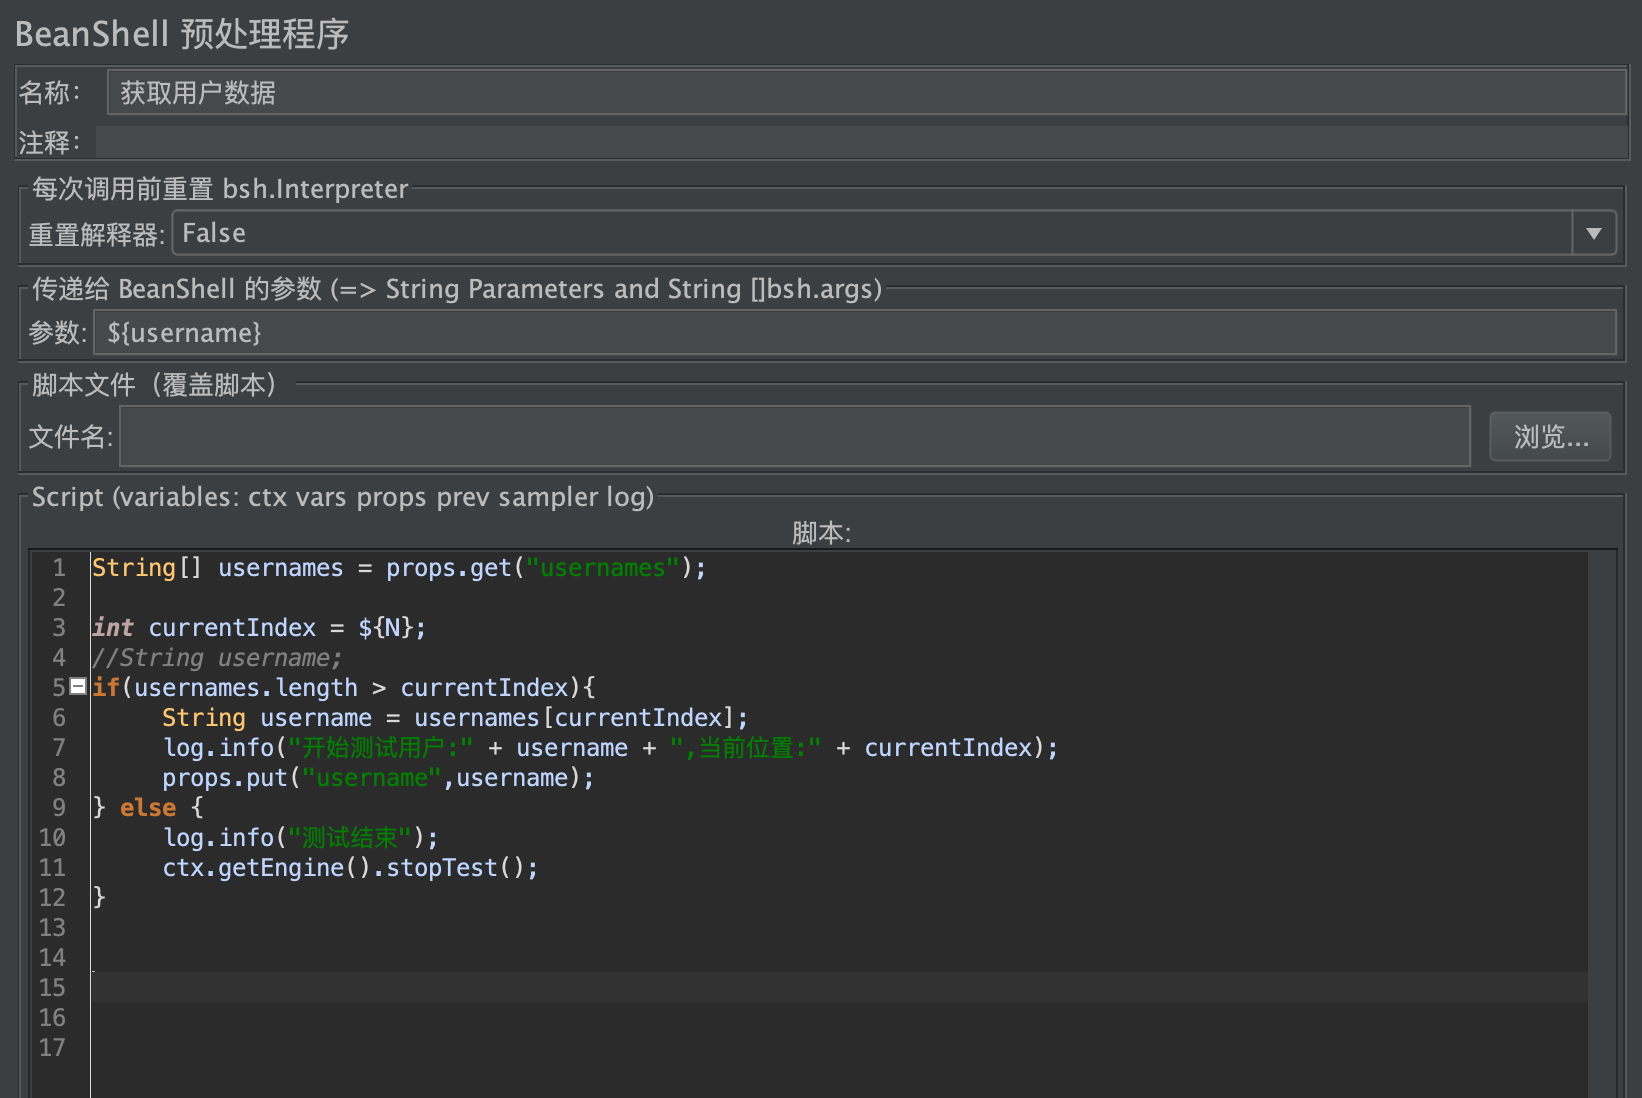 BeanShell 预处理程序
名称：
获取用户数据
注释：
每次调用前重置 bsh.Interpreter
重置解释器: False
传递给 BeanShell 的参数 (=> String Parameters and String []bsh.args)
参数: ${username}
脚本文件（覆盖脚本）
文件名:
浏览...
Script (variables: ctx vars props prev sampler log)
脚本:
1 String[] usernames = props.get("usernames");
2
3 int currentIndex = ${N};
4 //String username;
5 if(usernames.length > currentIndex){
6 String username = usernames[currentIndex];
7 log.info("开始测试用户:" + username + ",当前位置:" + currentIndex);
8 props.put("username",username);
9 } else {
10 log.info("测试结束");
11 ctx.getEngine().stopTest();
12 }
13
14
15
16
17